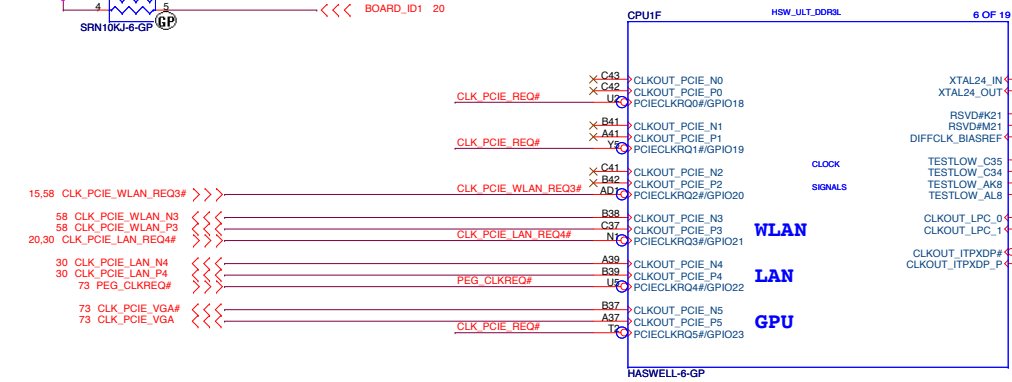 4 5
SRN10KJ-6-GP GP
BOARD_ID1 20
CPU1F HSW_ULT_DDR3L 6 OF 19
C43 CLKOUT_PCIE_N0 XTAL24_IN
C42 CLKOUT_PCIE_P0 XTAL24_OUT
CLK_PCIE_REQ# U2 PCIECLKRQ0#/GPIO18
RSVD#K21
B41 CLKOUT_PCIE_N1 RSVD#M21
A41 CLKOUT_PCIE_P1 DIFFCLK_BIASREF
CLK_PCIE_REQ# Y5 PCIECLKRQ1#/GPIO19
CLOCK TESTLOW_C35
C41 CLKOUT_PCIE_N2 TESTLOW_C34
B42 CLKOUT_PCIE_P2 SIGNALS TESTLOW_AK8
15,58 CLK_PCIE_WLAN_REQ3# CLK_PCIE_WLAN_REQ3# AD1 PCIECLKRQ2#/GPIO20 TESTLOW_AL8
58 CLK_PCIE_WLAN_N3 B38 CLKOUT_PCIE_N3 CLKOUT_LPC_0
58 CLK_PCIE_WLAN_P3 C37 CLKOUT_PCIE_P3 WLAN CLKOUT_LPC_1
20,30 CLK_PCIE_LAN_REQ4# CLK_PCIE_LAN_REQ4# N1 PCIECLKRQ3#/GPIO21
CLKOUT_ITPXDP#
30 CLK_PCIE_LAN_N4 A39 CLKOUT_PCIE_N4 CLKOUT_ITPXDP_P
30 CLK_PCIE_LAN_P4 B39 CLKOUT_PCIE_P4 LAN
73 PEG_CLKREQ# PEG_CLKREQ# U5 PCIECLKRQ4#/GPIO22
73 CLK_PCIE_VGA# B37 CLKOUT_PCIE_N5
73 CLK_PCIE_VGA A37 CLKOUT_PCIE_P5 GPU
CLK_PCIE_REQ# T2 PCIECLKRQ5#/GPIO23
HASWELL-6-GP